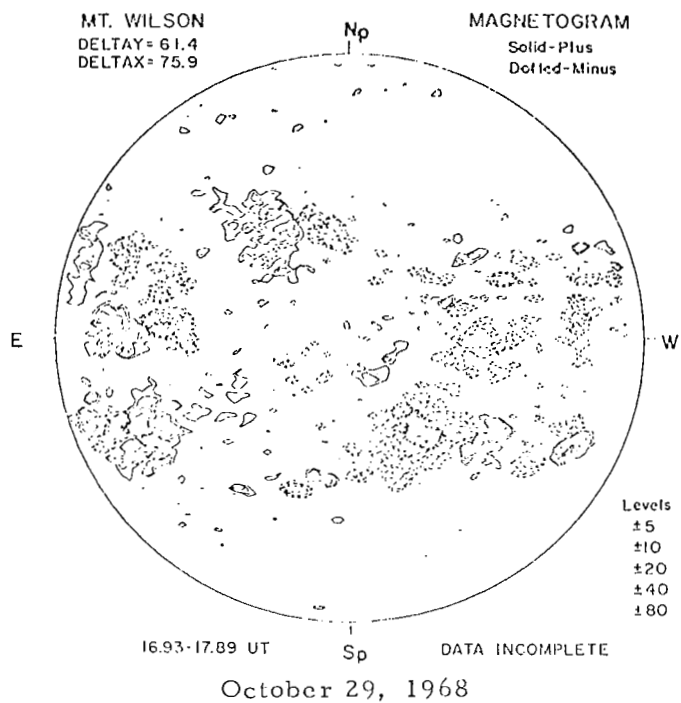 MT. WILSON
DELTAY= 61.4
DELTAX= 75.9
Np
MAGNETOGRAM
Solid-Plus
Dotted-Minus
E
W
Levels
±5
±10
±20
±40
±80
16.93-17.89 UT
Sp
DATA INCOMPLETE
October 29, 1968